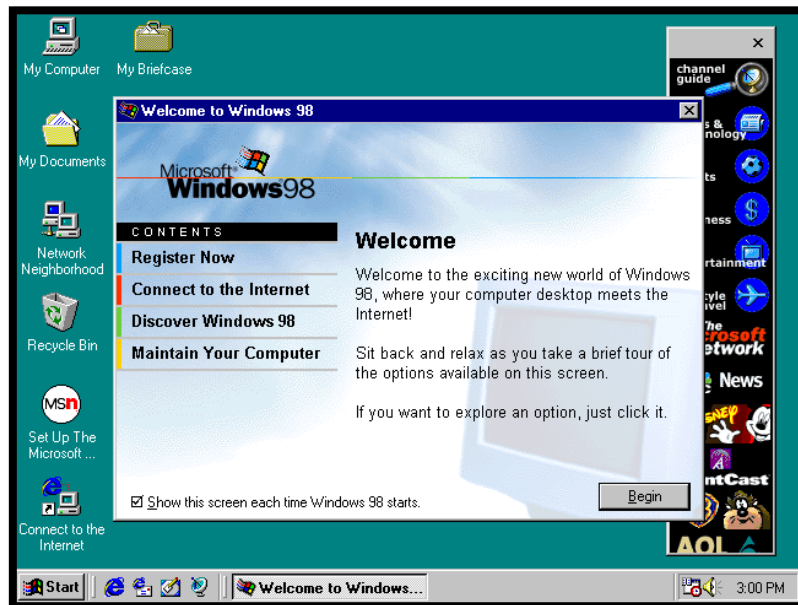 My Computer
My Briefcase
My Documents
Network
Neighborhood
Recycle Bin
msn
Set Up The
Microsoft ...
Connect to the
Internet
Welcome to Windows 98
Microsoft
Windows98
CONTENTS
Register Now
Connect to the Internet
Discover Windows 98
Maintain Your Computer
Welcome
Welcome to the exciting new world of Windows
98, where your computer desktop meets the
Internet!
Sit back and relax as you take a brief tour of
the options available on this screen.
If you want to explore an option, just click it.
Show this screen each time Windows 98 starts.
Begin
channel
guide
News
AOL
Start
Welcome to Windows...
3:00 PM